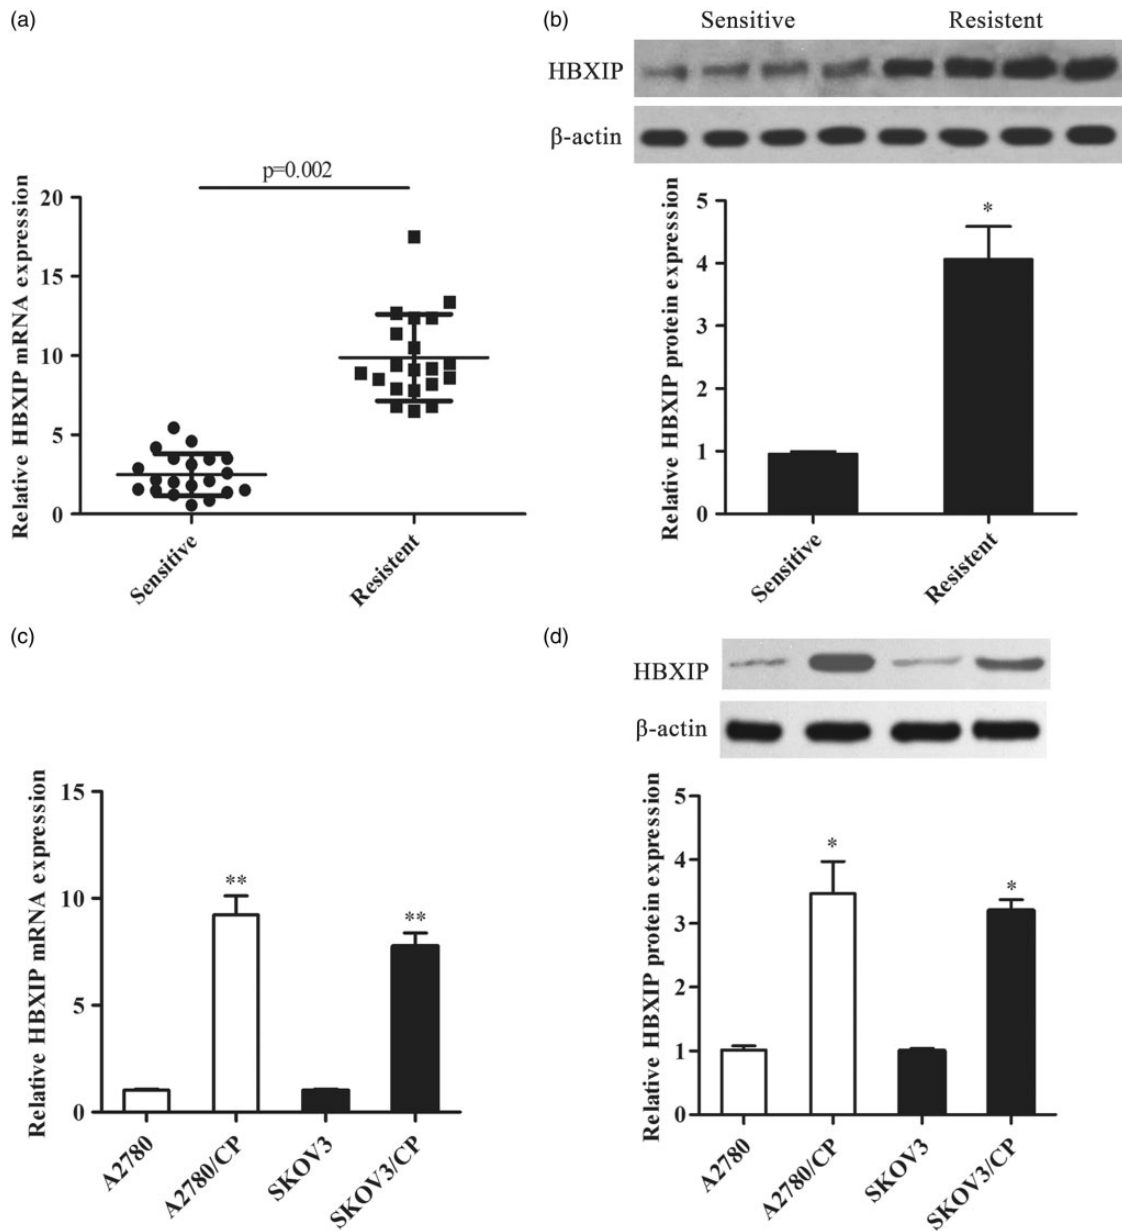 (a)
p=0.002
Relative HBXIP mRNA expression
20
15
10
5
0
Sensitive
Resistent
(b)
Sensitive Resistent
HBXIP
β-actin
Relative HBXIP protein expression
5
4
3
2
1
0
*
Sensitive
Resistent
(c)
Relative HBXIP mRNA expression
15
10
5
0
**
**
A2780
A2780/CP
SKOV3
SKOV3/CP
(d)
HBXIP
β-actin
Relative HBXIP protein expression
5
4
3
2
1
0
*
*
A2780
A2780/CP
SKOV3
SKOV3/CP